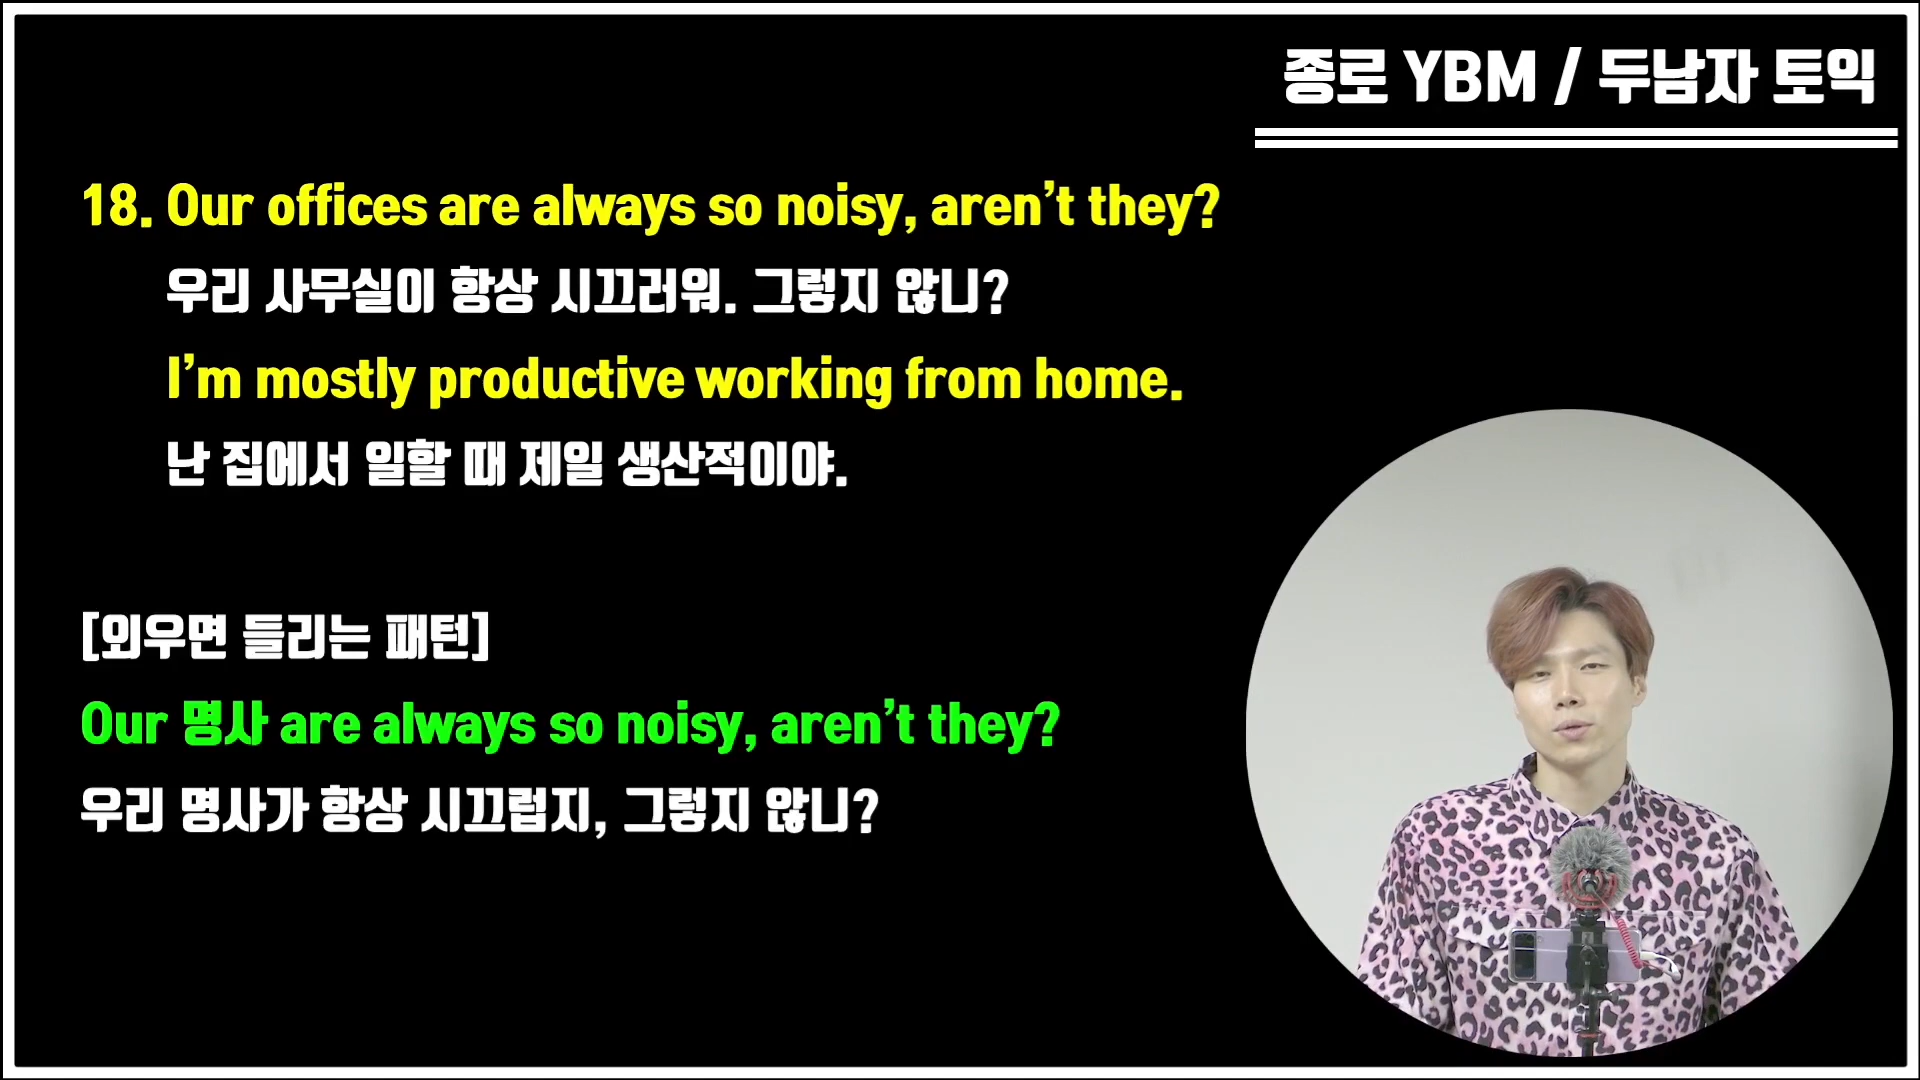 종로 YBM / 두남자 토익
18. Our offices are always so noisy, aren't they?
우리 사무실이 항상 시끄러워. 그렇지 않니?
I'm mostly productive working from home.
난 집에서 일할 때 제일 생산적이야.
[외우면 들리는 패턴]
Our 명사 are always so noisy, aren't they?
우리 명사가 항상 시끄럽지, 그렇지 않니?